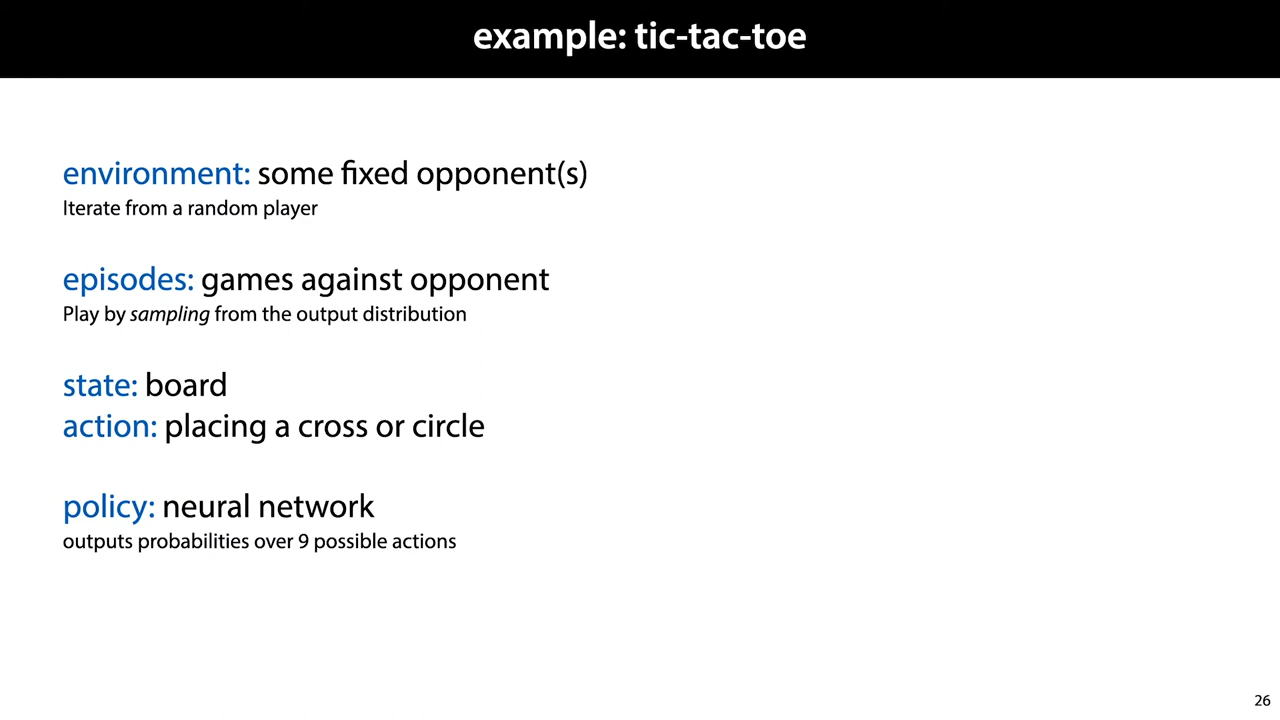 example: tic-tac-toe
environment: some fixed opponent(s)
Iterate from a random player
episodes: games against opponent
Play by sampling from the output distribution
state: board
action: placing a cross or circle
policy: neural network
outputs probabilities over 9 possible actions
26